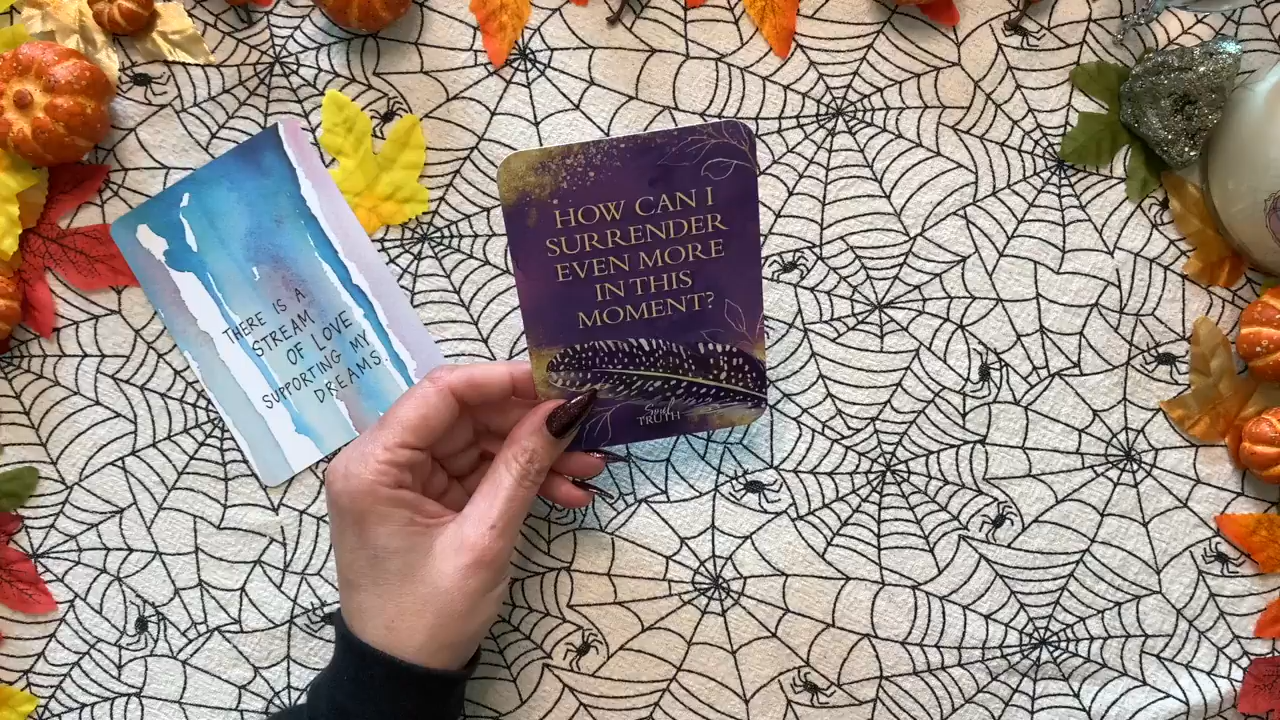 THERE IS A
STREAM
OF LOVE
SUPPORTING MY
DREAMS.
HOW CAN I
SURRENDER
EVEN MORE
IN THIS
MOMENT?
Soul
TRUTH